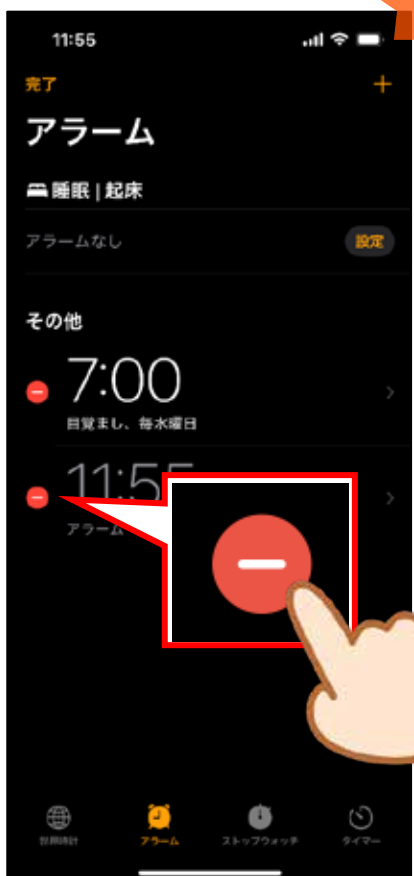 11:55
完了
+
アラーム
睡眠 | 起床
アラームなし
設定
その他
7:00
目覚まし、毎水曜日
11:55
アラーム
世界時計
アラーム
ストップウォッチ
タイマー